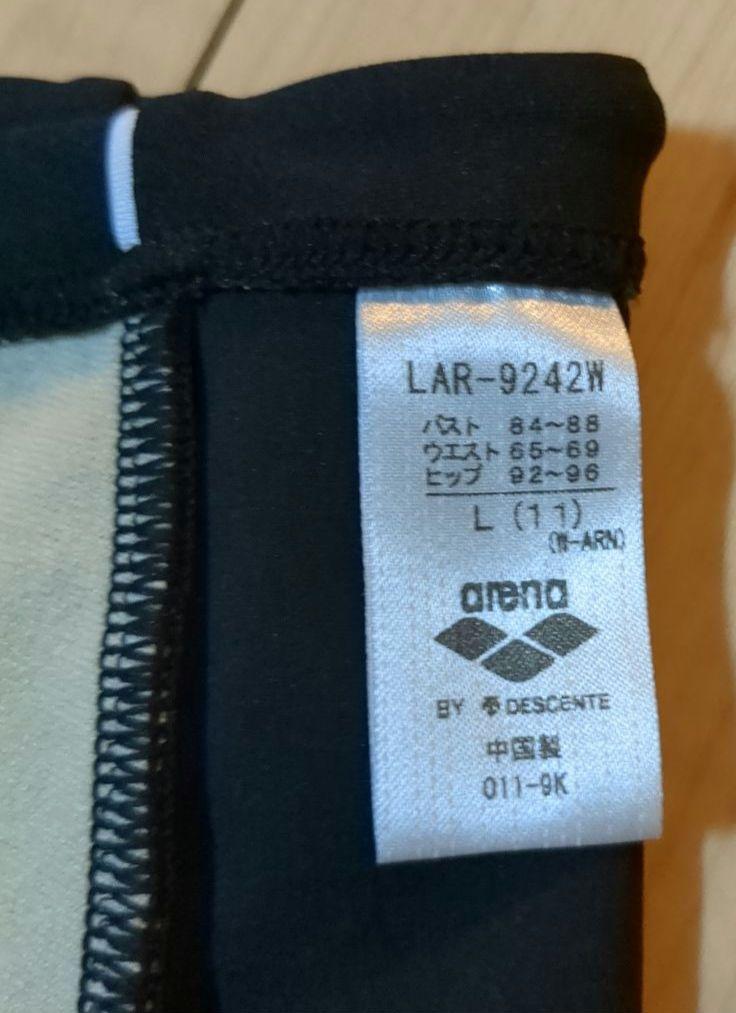 LAR-9242W
バスト 84~88
ウエスト 65~69
ヒップ 92~96
L (11)
(W-ARN)
arena
BY DESCENTE
中国製
011-9K